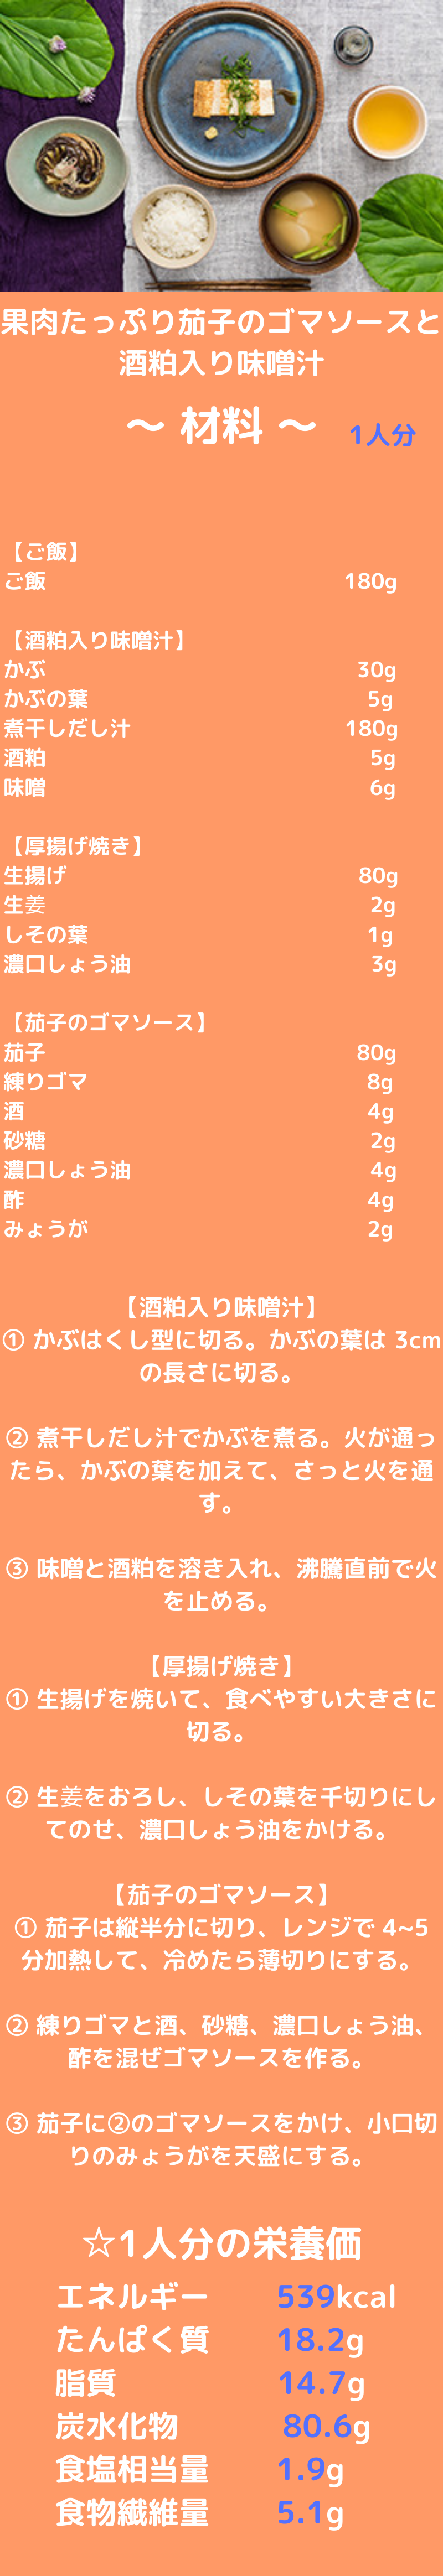 果肉たっぷり茄子のゴマソースと
酒粕入り味噌汁
〜 材料 〜 1人分
【ご飯】
ご飯 180g
【酒粕入り味噌汁】
かぶ 30g
かぶの葉 5g
煮干しだし汁 180g
酒粕 5g
味噌 6g
【厚揚げ焼き】
生揚げ 80g
生姜 2g
しその葉 1g
濃口しょう油 3g
【茄子のゴマソース】
茄子 80g
練りゴマ 8g
酒 4g
砂糖 2g
濃口しょう油 4g
酢 4g
みょうが 2g
【酒粕入り味噌汁】
① かぶはくし型に切る。かぶの葉は 3cm
の長さに切る。
② 煮干しだし汁でかぶを煮る。火が通っ
たら、かぶの葉を加えて、さっと火を通
す。
③ 味噌と酒粕を溶き入れ、沸騰直前で火
を止める。
【厚揚げ焼き】
① 生揚げを焼いて、食べやすい大きさに
切る。
② 生姜をおろし、しその葉を千切りにし
てのせ、濃口しょう油をかける。
【茄子のゴマソース】
① 茄子は縦半分に切り、レンジで 4~5
分加熱して、冷めたら薄切りにする。
② 練りゴマと酒、砂糖、濃口しょう油、
酢を混ぜゴマソースを作る。
③ 茄子に②のゴマソースをかけ、小口切
りのみょうがを天盛にする。
☆1人分の栄養価
エネルギー 539kcal
たんぱく質 18.2g
脂質 14.7g
炭水化物 80.6g
食塩相当量 1.9g
食物繊維量 5.1g